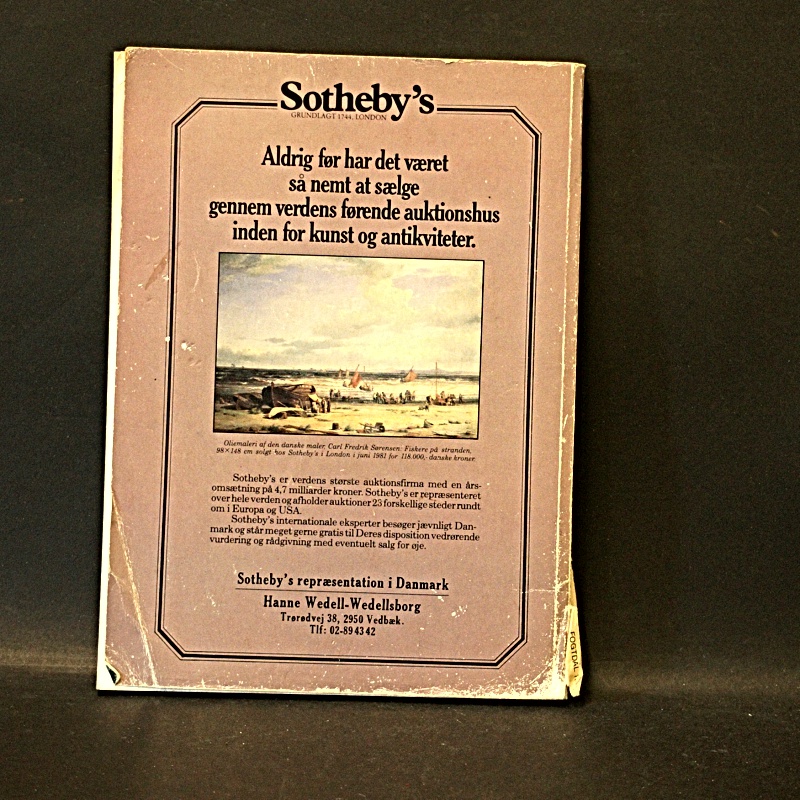 Sotheby's
GRUNDLAGT 1744, LONDON
Aldrig før har det været
så nemt at sælge
gennem verdens førende auktionshus
inden for kunst og antikviteter.
Oliemaleri af den danske maler, Carl Fredrik Sørensen: Fiskere på stranden,
98×148 cm solgt hos Sotheby's i London i juni 1981 for 118.000,- danske kroner.
Sotheby's er verdens største auktionsfirma med en års-
omsætning på 4,7 milliarder kroner. Sotheby's er repræsenteret
over hele verden og afholder auktioner 23 forskellige steder rundt
om i Europa og USA.
Sotheby's internationale eksperter besøger jævnligt Dan-
mark og står meget gerne gratis til Deres disposition vedrørende
vurdering og rådgivning med eventuelt salg for øje.
Sotheby's repræsentation i Danmark
Hanne Wedell-Wedellsborg
Trørødvej 38, 2950 Vedbæk.
Tlf: 02-89 43 42
FOGTDAL